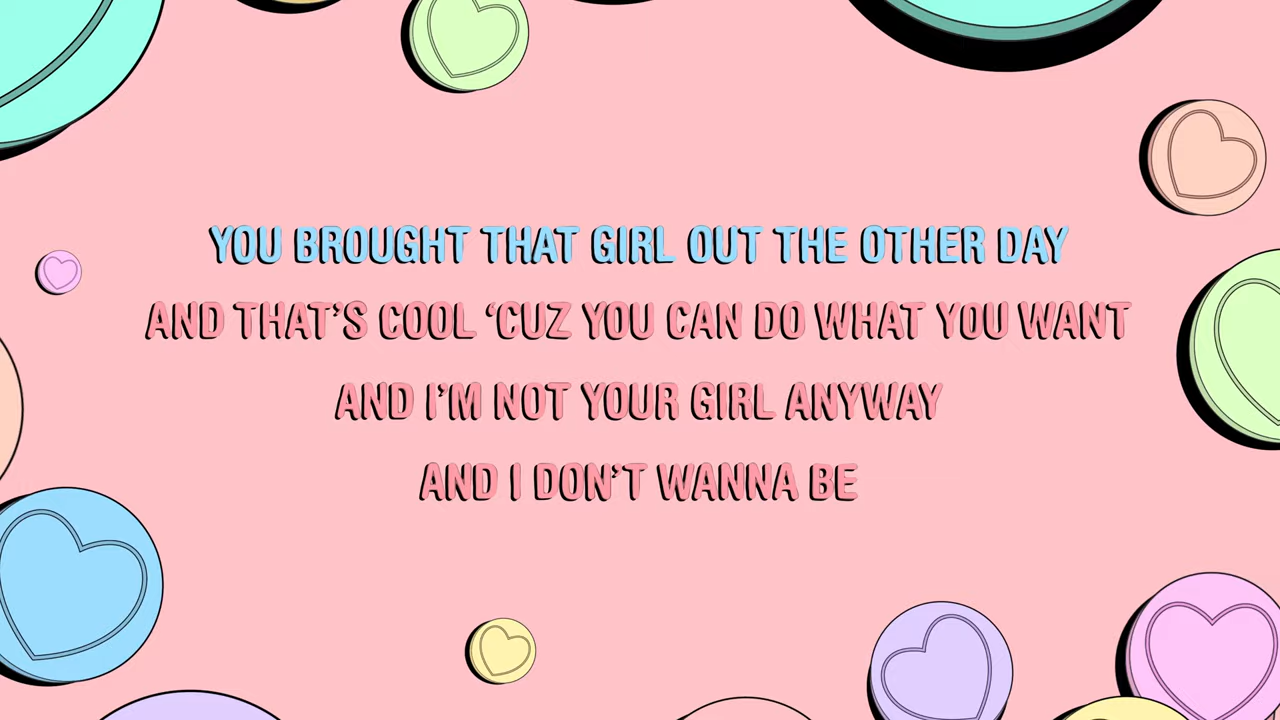 YOU BROUGHT THAT GIRL OUT THE OTHER DAY
AND THAT’S COOL ‘CUZ YOU CAN DO WHAT YOU WANT
AND I’M NOT YOUR GIRL ANYWAY
AND I DON’T WANNA BE